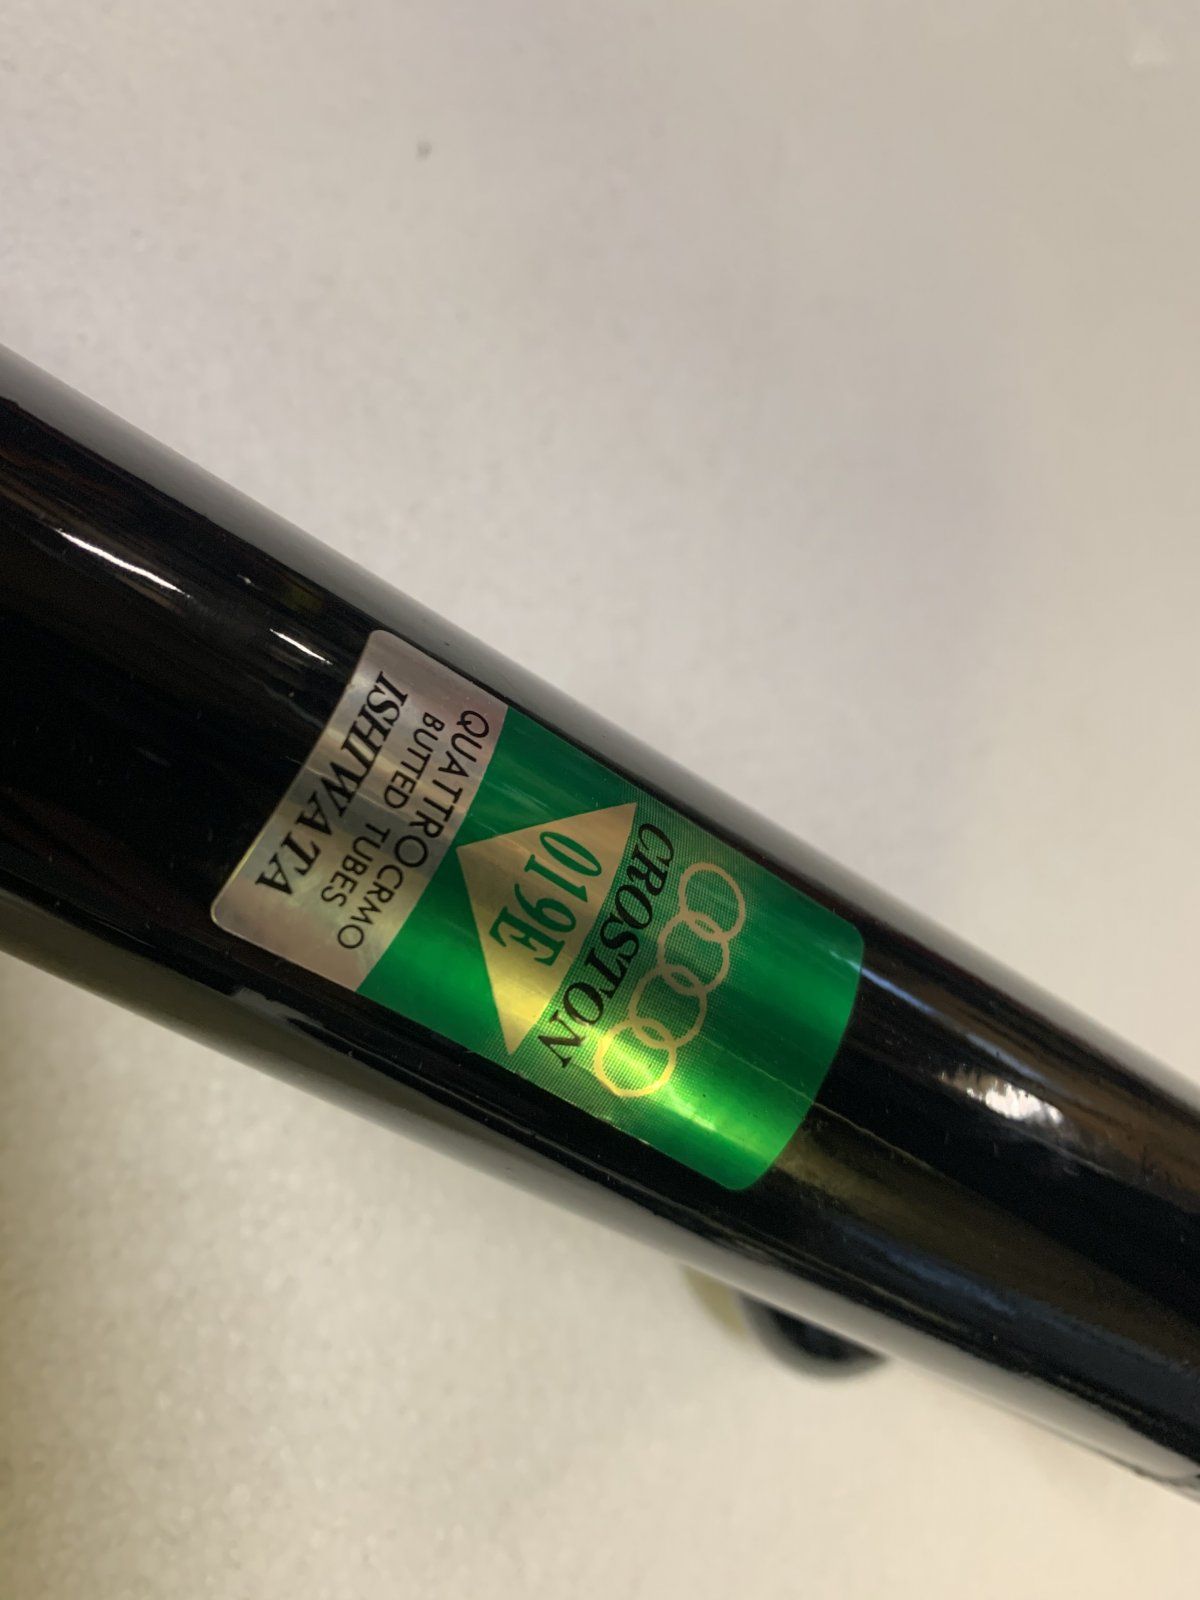 CROSTON
019E
QUATTROCRMO
BUTTED TUBES
ISHIWATA